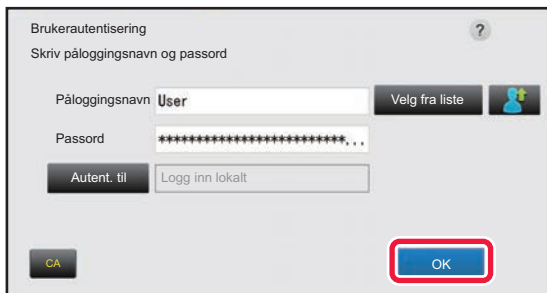 Brukerautentisering ?
Skriv påloggingsnavn og passord
Påloggingsnavn User Velg fra liste
Passord **************************...
Autent. til Logg inn lokalt
CA OK